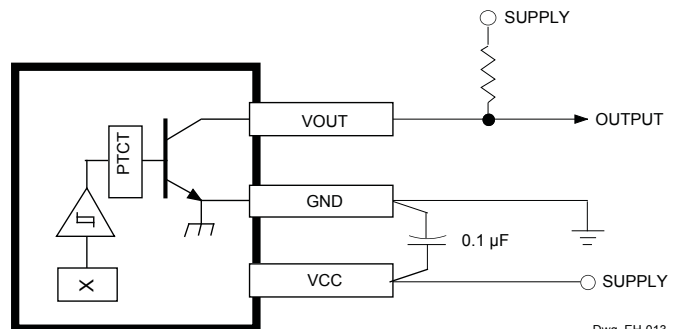 SUPPLY
VOUT
OUTPUT
PTCT
GND
0.1 µF
X
VCC
SUPPLY
Dwg. EH-013